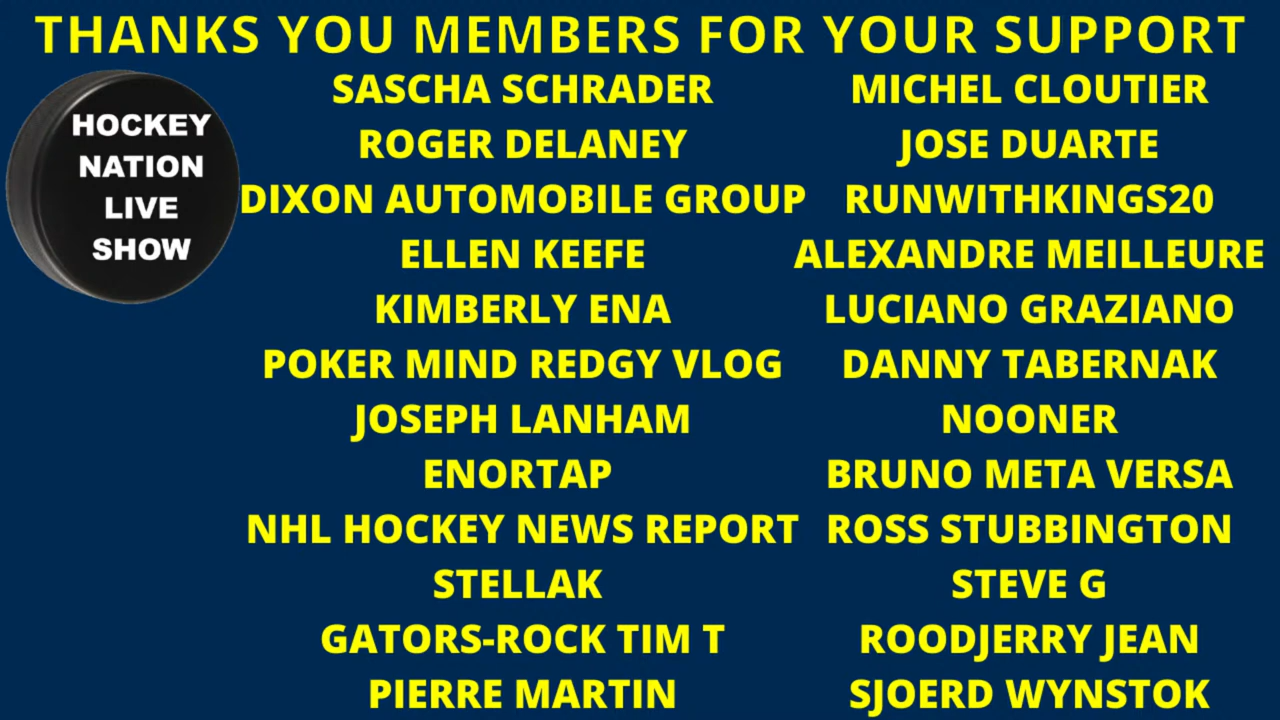 THANKS YOU MEMBERS FOR YOUR SUPPORT
HOCKEY
NATION
LIVE
SHOW
SASCHA SCHRADER
ROGER DELANEY
DIXON AUTOMOBILE GROUP
ELLEN KEEFE
KIMBERLY ENA
POKER MIND REDGY VLOG
JOSEPH LANHAM
ENORTAP
NHL HOCKEY NEWS REPORT
STELLAK
GATORS-ROCK TIM T
PIERRE MARTIN
MICHEL CLOUTIER
JOSE DUARTE
RUNWITHKINGS20
ALEXANDRE MEILLEURE
LUCIANO GRAZIANO
DANNY TABERNAK
NOONER
BRUNO META VERSA
ROSS STUBBINGTON
STEVE G
ROODJERRY JEAN
SJOERD WYNSTOK